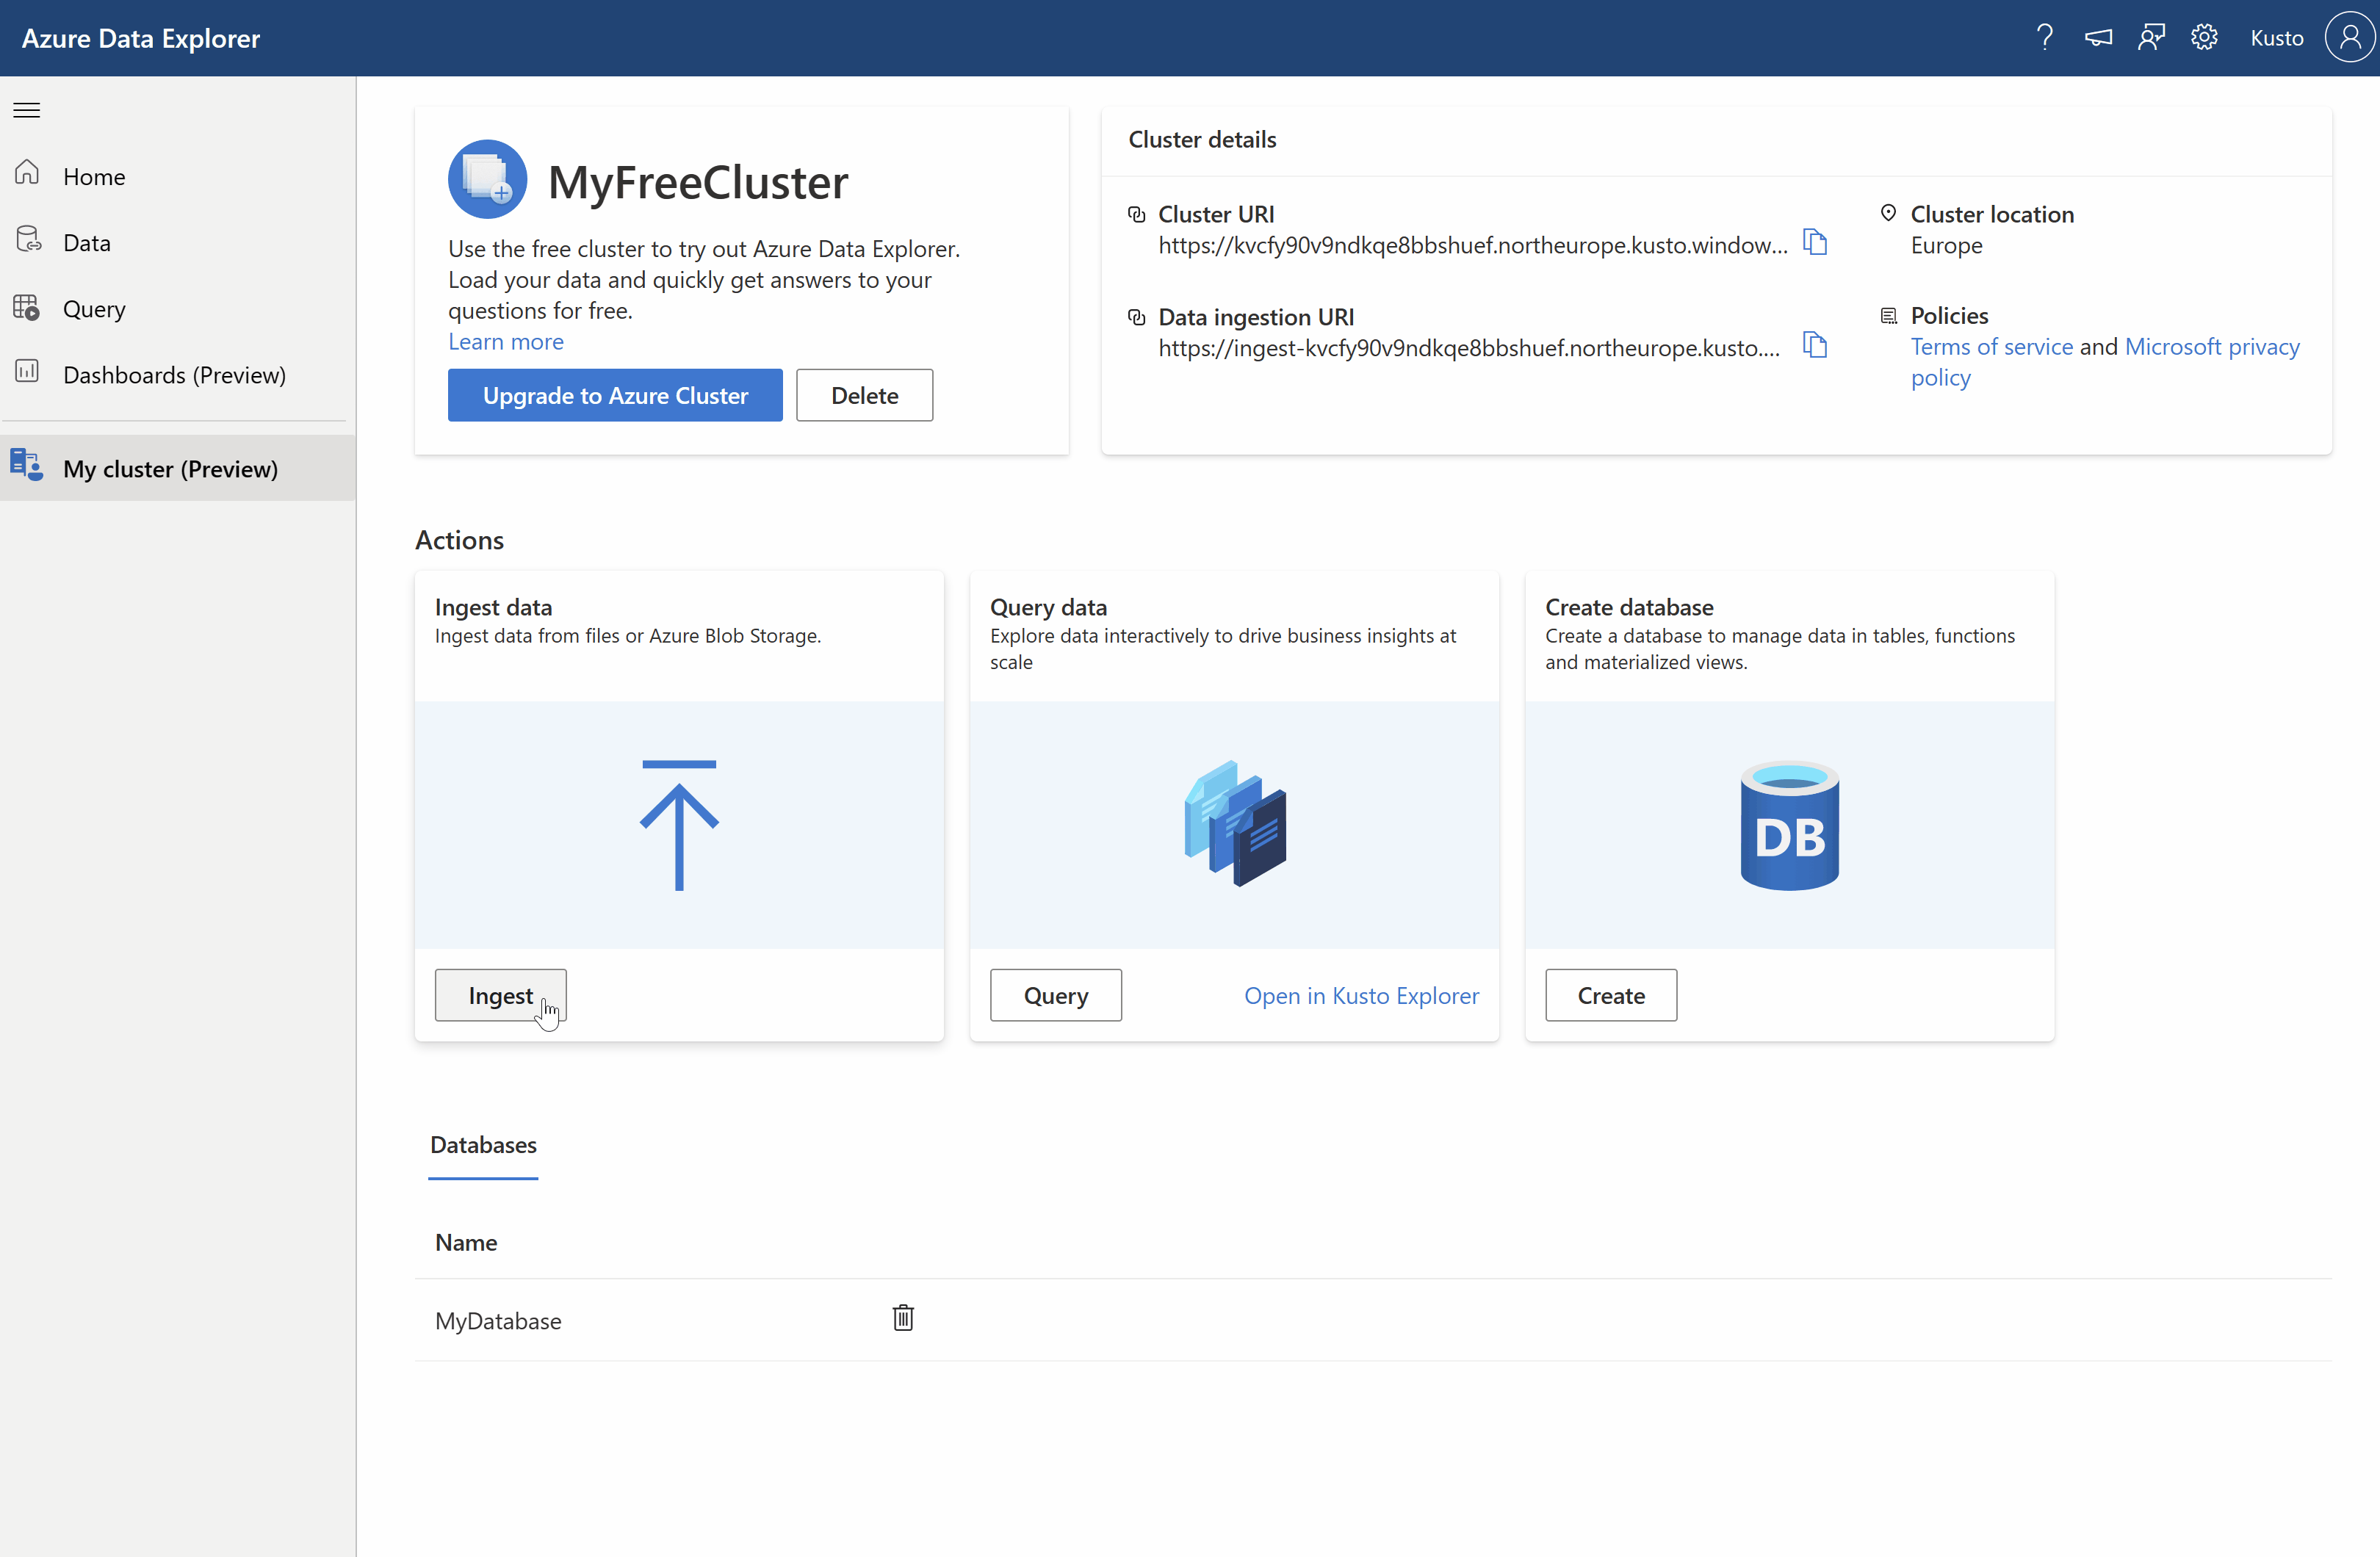 Azure Data Explorer
Kusto
Home
Data
Query
Dashboards (Preview)
My cluster (Preview)
MyFreeCluster
Use the free cluster to try out Azure Data Explorer.
Load your data and quickly get answers to your
questions for free.
Learn more
Upgrade to Azure Cluster
Delete
Cluster details
Cluster URI
https://kvcfy90v9ndkqe8bbshuef.northeurope.kusto.window...
Data ingestion URI
https://ingest-kvcfy90v9ndkqe8bbshuef.northeurope.kusto....
Cluster location
Europe
Policies
Terms of service and Microsoft privacy
policy
Actions
Ingest data
Ingest data from files or Azure Blob Storage.
Ingest
Query data
Explore data interactively to drive business insights at
scale
Query
Open in Kusto Explorer
Create database
Create a database to manage data in tables, functions
and materialized views.
DB
Create
Databases
Name
MyDatabase